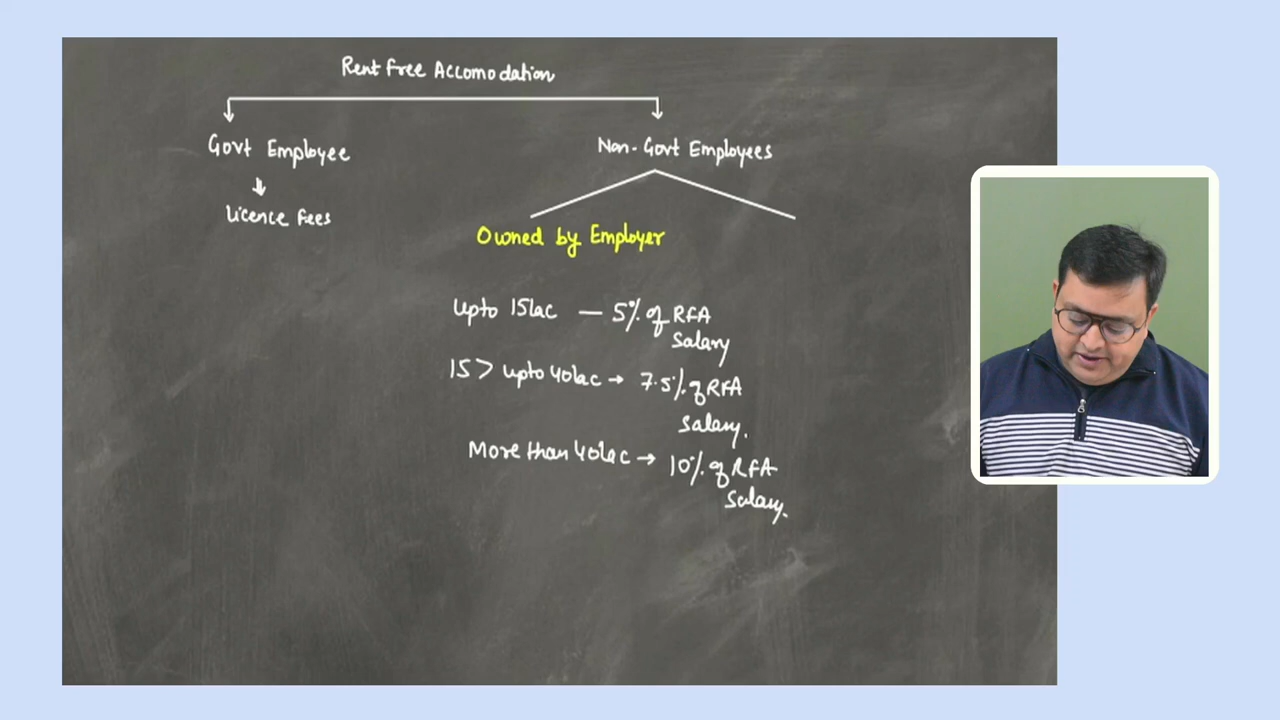 Rent free Accomodation
Govt Employee
Licence fees
Non-Govt Employees
Owned by Employer
upto 15lac — 5% of RFA
Salary
15 > upto 40lac → 7.5% of RFA
Salary.
More than 40lac → 10% of RFA
Salary.